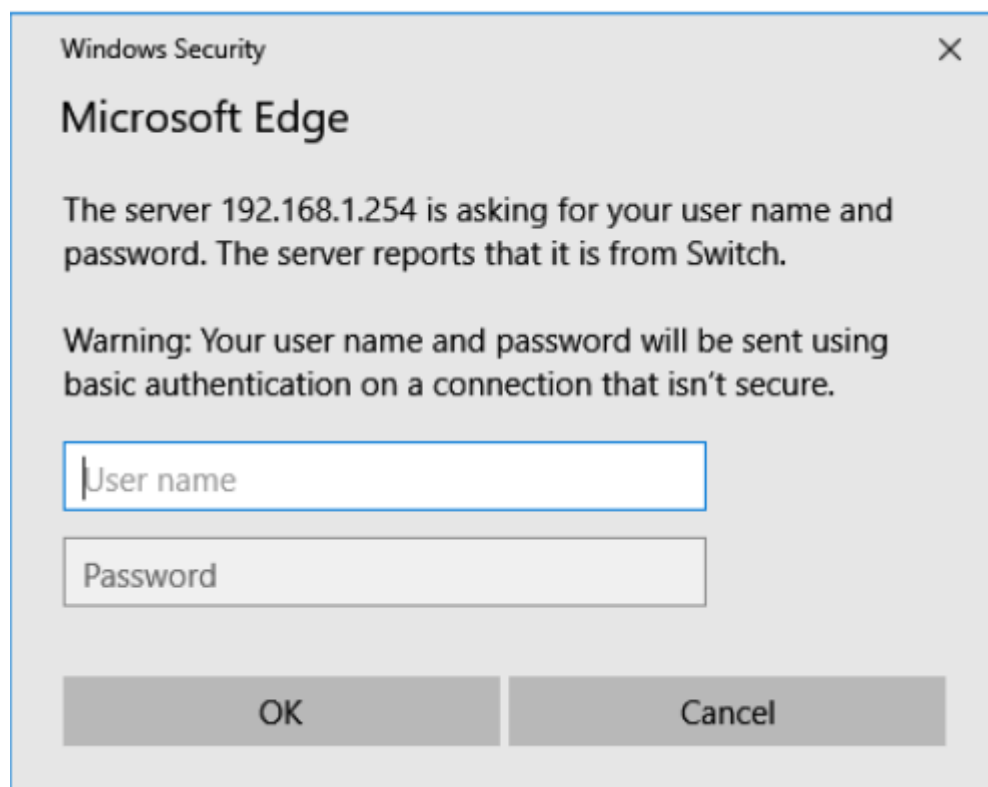 Windows Security
Microsoft Edge
The server 192.168.1.254 is asking for your user name and
password. The server reports that it is from Switch.
Warning: Your user name and password will be sent using
basic authentication on a connection that isn’t secure.
User name
Password
OK
Cancel